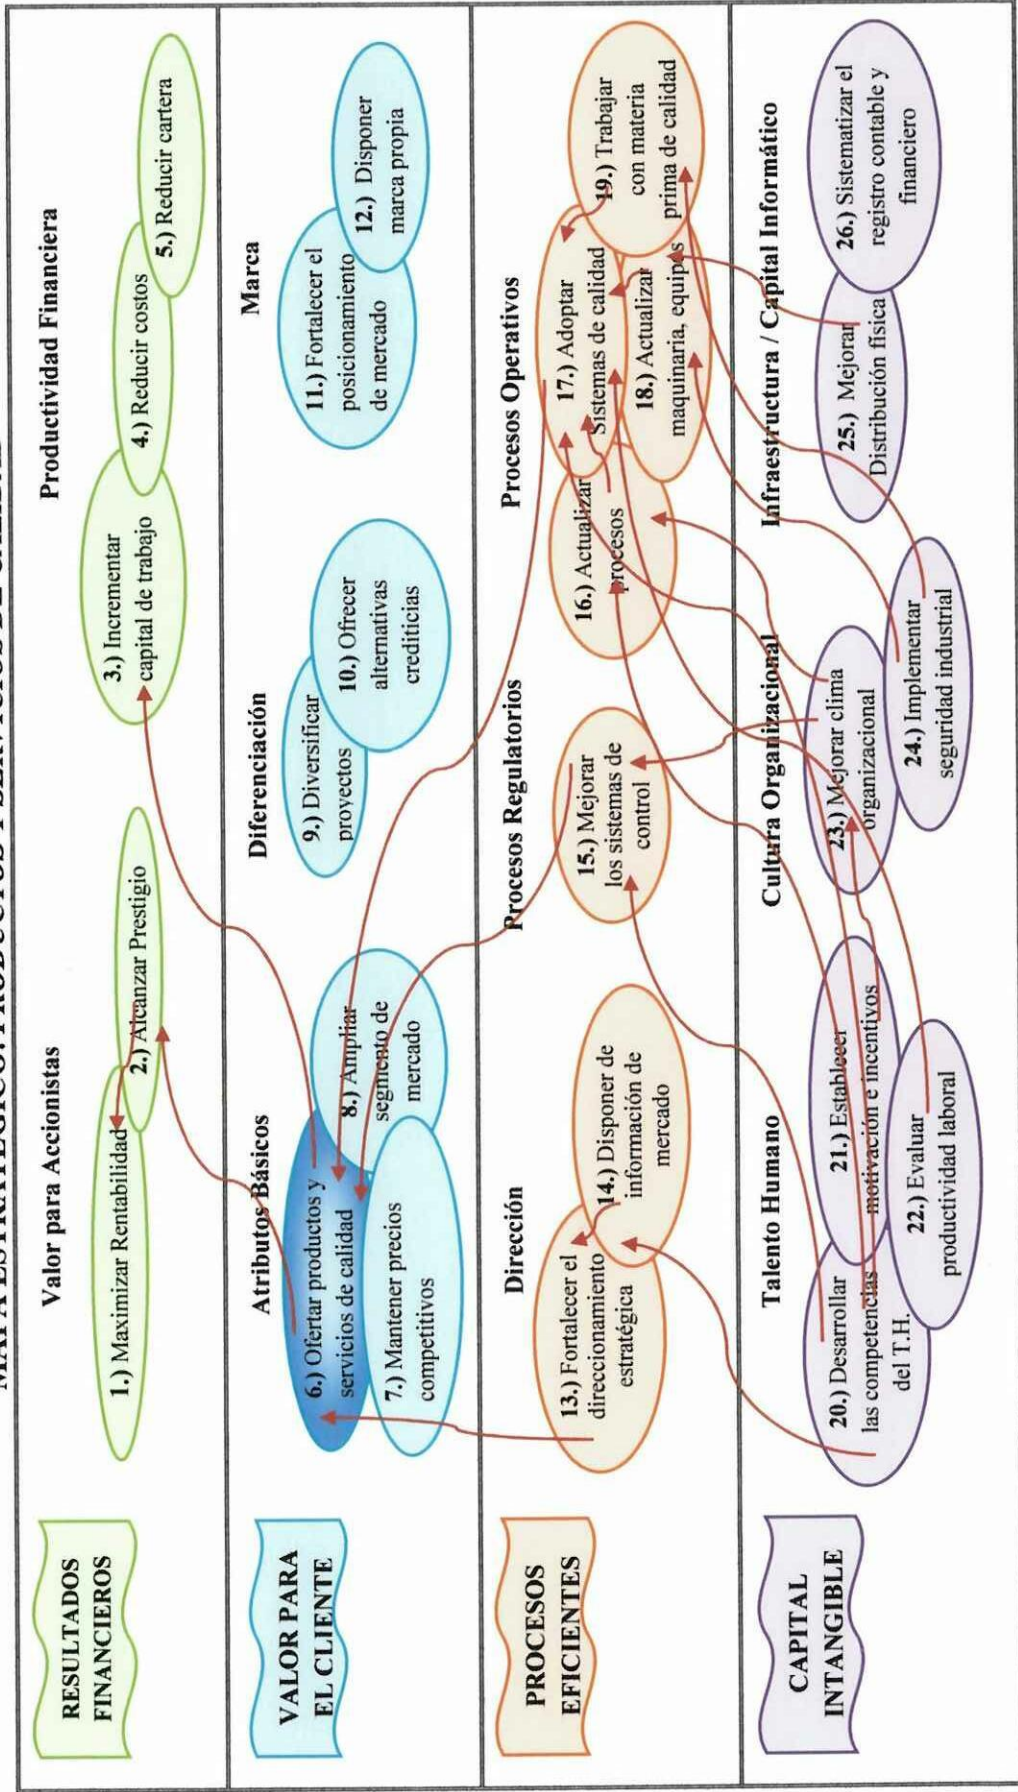 RESULTADOS
FINANCIEROS
Valor para Accionistas
1.) Maximizar Rentabilidad
2.) Alcanzar Prestigio
Productividad Financiera
3.) Incrementar
capital de trabajo
4.) Reducir costos
5.) Reducir cartera
VALOR PARA
EL CLIENTE
Atributos Básicos
6.) Ofertar productos y
servicios de calidad
7.) Mantener precios
competitivos
8.) Ampliar
segmento de
mercado
Diferenciación
9.) Diversificar
proyectos
10.) Ofrecer
alternativas
crediticias
Marca
11.) Fortalecer el
posicionamiento
de mercado
12.) Disponer
marca propia
PROCESOS
EFICIENTES
Dirección
13.) Fortalecer el
direccionamiento
estratégica
14.) Disponer de
información de
mercado
Procesos Regulatorios
15.) Mejorar
los sistemas de
control
Procesos Operativos
16.) Actualizar
procesos
17.) Adoptar
Sistemas de calidad
18.) Actualizar
maquinaria, equipos
19.) Trabajar
con materia
prima de calidad
CAPITAL
INTANGIBLE
Talento Humano
20.) Desarrollar
las competencias
del T.H.
21.) Establecer
motivación e incentivos
22.) Evaluar
productividad laboral
Cultura Organizacional
23.) Mejorar clima
organizacional
24.) Implementar
seguridad industrial
Infraestructura / Capital Informático
25.) Mejorar
Distribución física
26.) Sistematizar el
registro contable y
financiero